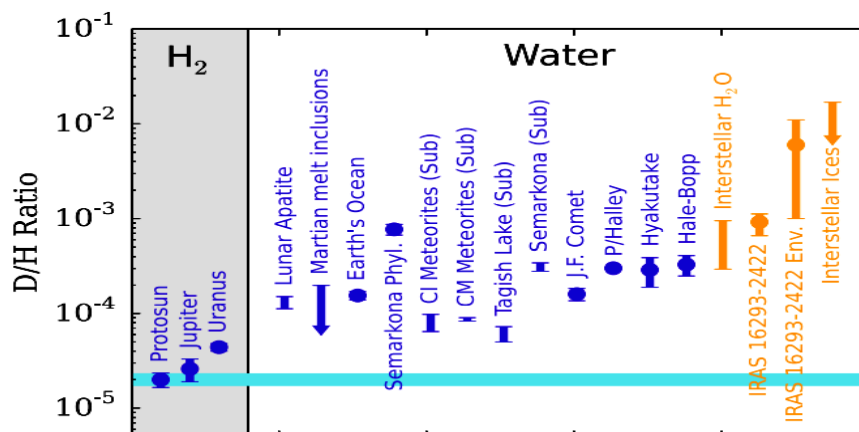 H₂
Water
D/H Ratio
10⁻¹
10⁻²
10⁻³
10⁻⁴
10⁻⁵
Protosun
Jupiter
Uranus
Lunar Apatite
Martian melt inclusions
Earth's Ocean
Semarkona Phyl.
CI Meteorites (Sub)
CM Meteorites (Sub)
Tagish Lake (Sub)
Semarkona (Sub)
J.F. Comet
P/Halley
Hyakutake
Hale-Bopp
Interstellar H₂O
IRAS 16293-2422
IRAS 16293-2422 Env.
Interstellar Ices